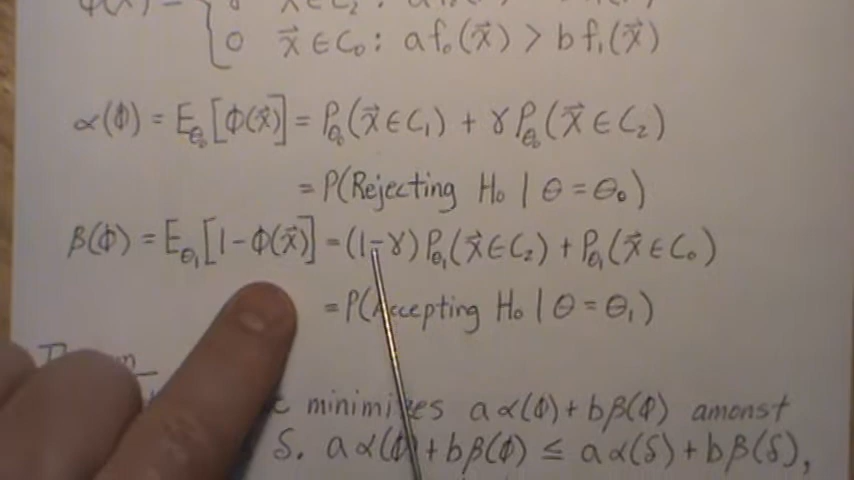 0 x⃗ ∈ C₀ : a f₀(x⃗) > b f₁(x⃗)
α(ϕ) = E_θ₀[ϕ(x⃗)] = P_θ₀(x⃗ ∈ C₁) + γ P_θ₀(x⃗ ∈ C₂)
= P(Rejecting H₀ | θ = θ₀)
β(ϕ) = E_θ₁[1 - ϕ(x⃗)] = (1-γ) P_θ₁(x⃗ ∈ C₂) + P_θ₁(x⃗ ∈ C₀)
= P(Accepting H₀ | θ = θ₁)
minimizes aα(ϕ) + bβ(ϕ) amonst
S. aα(ϕ) + bβ(ϕ) ≤ aα(δ) + bβ(δ),